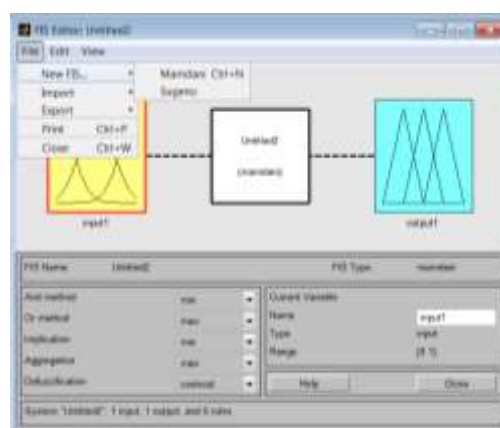 FIS Editor: Untitled2
File Edit View
New FIS...
Mamdani Ctrl+N
Sugeno
Import
Export
Print Ctrl+P
Close Ctrl+W
Untitled2
(mamdani)
input1
output1
FIS Name: Untitled2
FIS Type: mamdani
And method min
Or method max
Implication min
Aggregation max
Defuzzification centroid
Current Variable
Name input1
Type input
Range [0 1]
Help
Close
System "Untitled2": 1 input, 1 output, and 0 rules